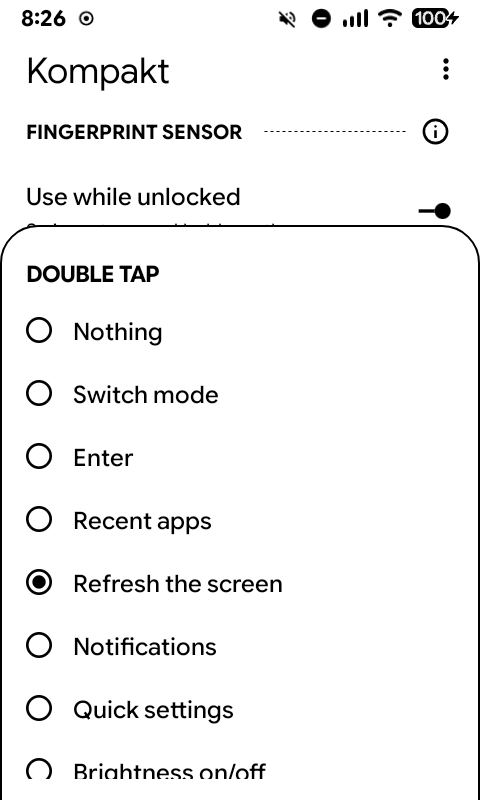 8:26
100
Kompakt
FINGERPRINT SENSOR
Use while unlocked
DOUBLE TAP
Nothing
Switch mode
Enter
Recent apps
Refresh the screen
Notifications
Quick settings
Brightness on/off